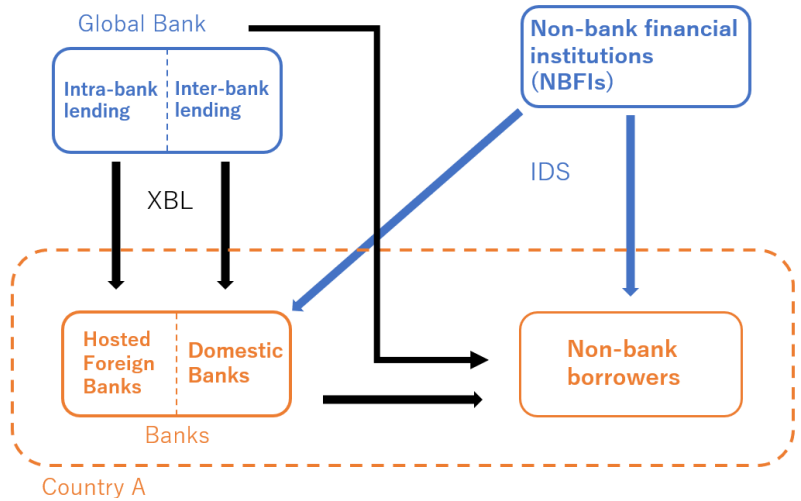 Global Bank
Intra-bank
lending
Inter-bank
lending
Non-bank financial
institutions
(NBFIs)
XBL
IDS
Hosted
Foreign
Banks
Domestic
Banks
Non-bank
borrowers
Banks
Country A